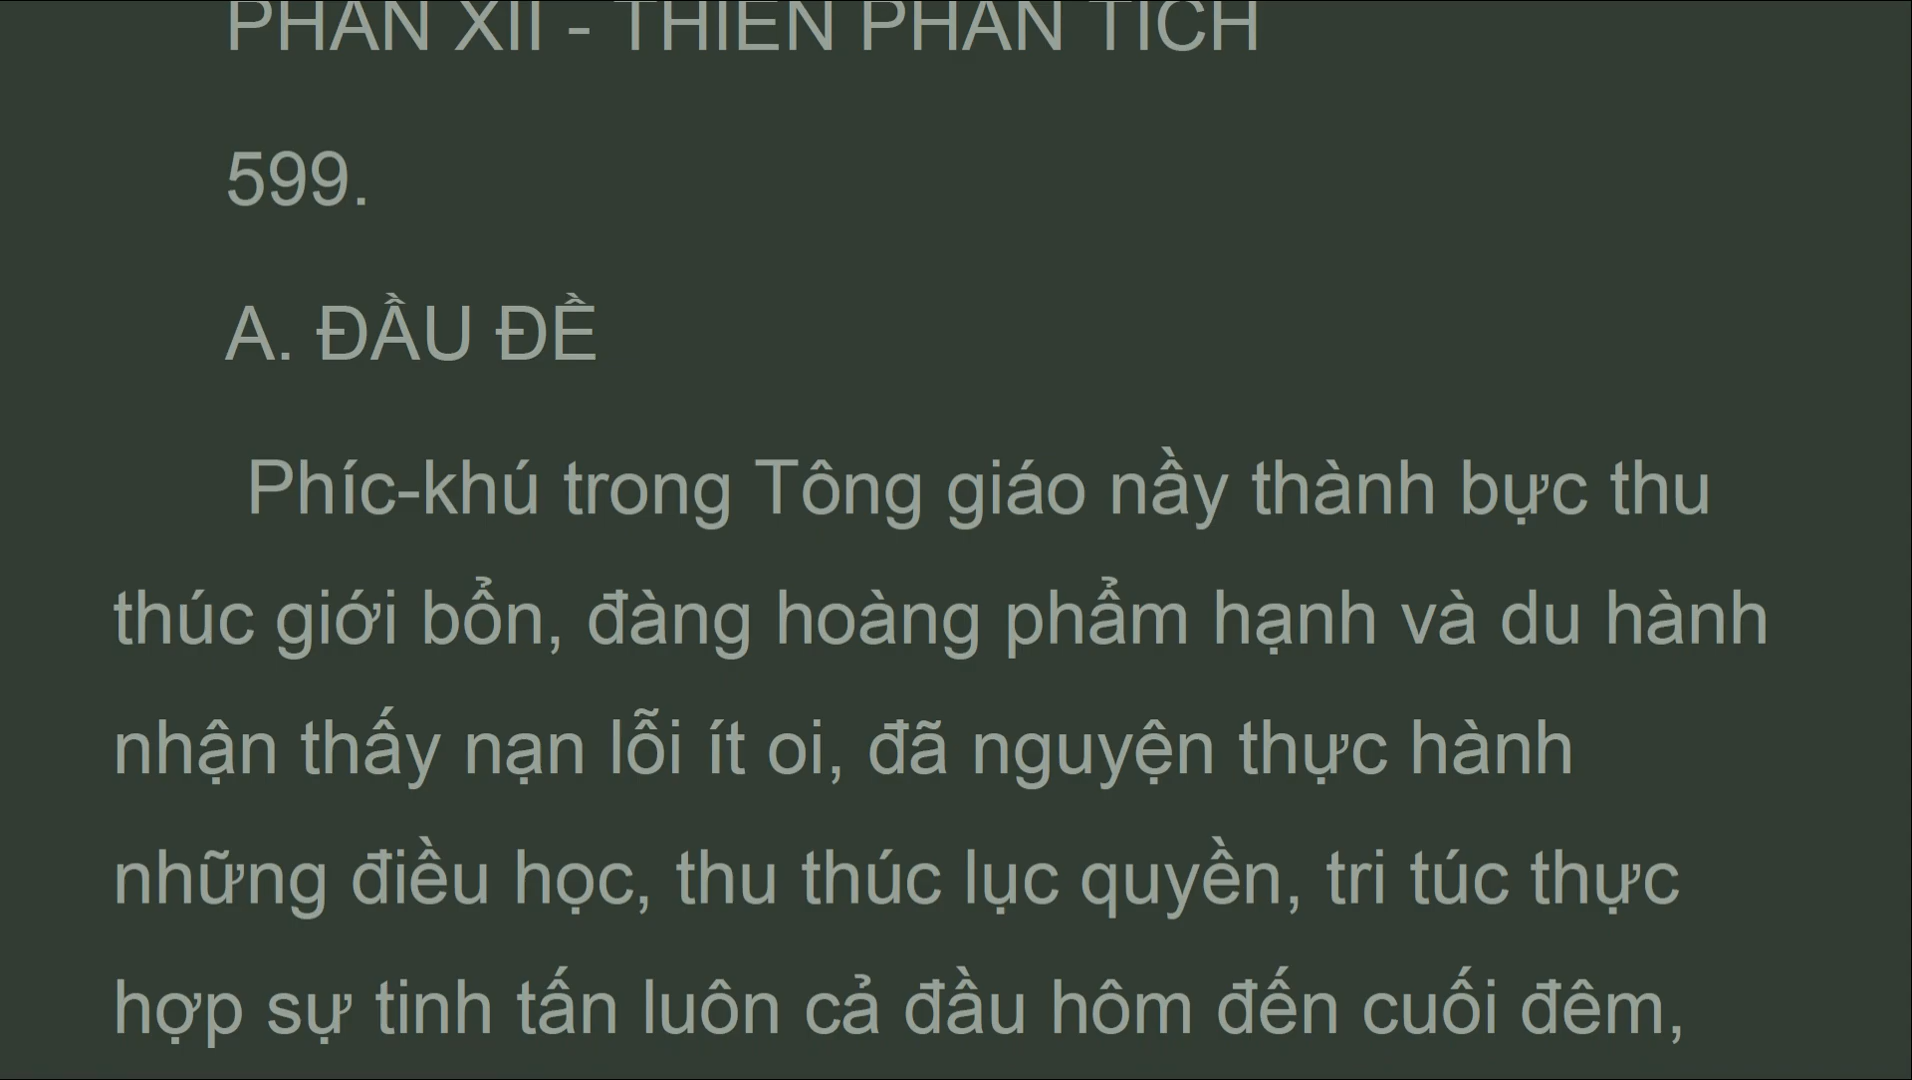 PHẦN XII - THIỀN PHÂN TÍCH
599.
A. ĐẦU ĐỀ
Phíc-khú trong Tông giáo nầy thành bực thu
thúc giới bổn, đàng hoàng phẩm hạnh và du hành
nhận thấy nạn lỗi ít oi, đã nguyện thực hành
những điều học, thu thúc lục quyền, tri túc thực
hợp sự tinh tấn luôn cả đầu hôm đến cuối đêm,